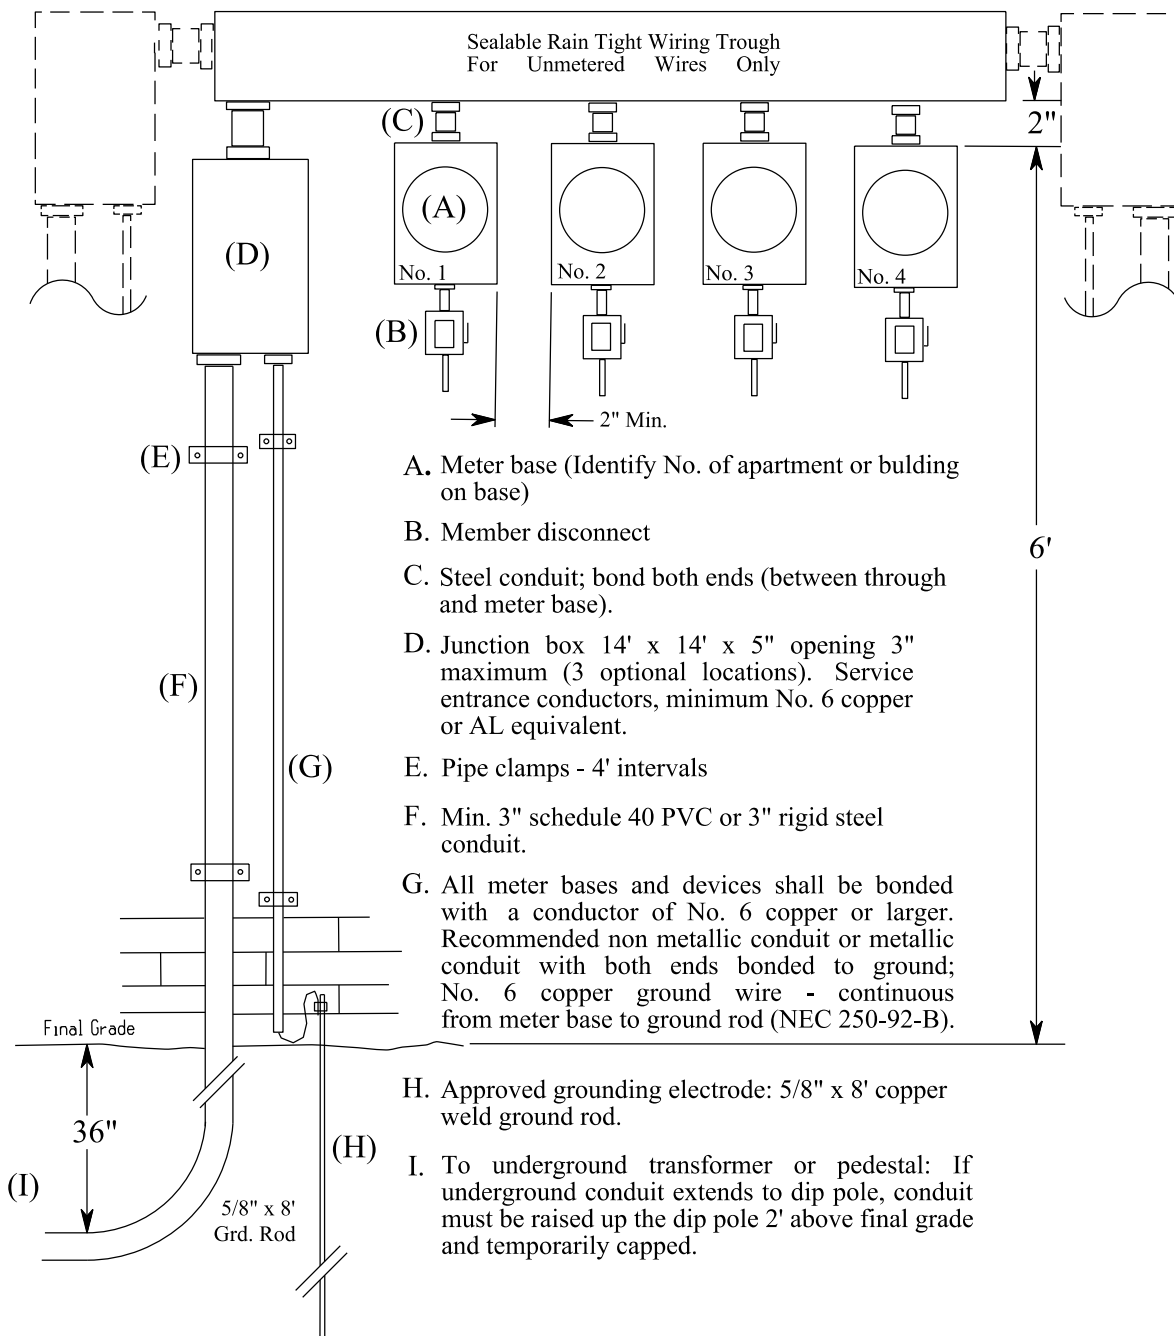 Sealable Rain Tight Wiring Trough
For Unmetered Wires Only
(C)
2"
(A)
(D)
No. 1
No. 2
No. 3
No. 4
(B)
2" Min.
(E)
A. Meter base (Identify No. of apartment or bulding
on base)
B. Member disconnect
6'
C. Steel conduit; bond both ends (between through
and meter base).
D. Junction box 14' x 14' x 5" opening 3"
maximum (3 optional locations). Service
entrance conductors, minimum No. 6 copper
or AL equivalent.
(F)
(G)
E. Pipe clamps - 4' intervals
F. Min. 3" schedule 40 PVC or 3" rigid steel
conduit.
G. All meter bases and devices shall be bonded
with a conductor of No. 6 copper or larger.
Recommended non metallic conduit or metallic
conduit with both ends bonded to ground;
No. 6 copper ground wire - continuous
from meter base to ground rod (NEC 250-92-B).
Final Grade
H. Approved grounding electrode: 5/8" x 8' copper
weld ground rod.
36"
(H)
(I)
I. To underground transformer or pedestal: If
underground conduit extends to dip pole, conduit
must be raised up the dip pole 2' above final grade
and temporarily capped.
5/8" x 8'
Grd. Rod